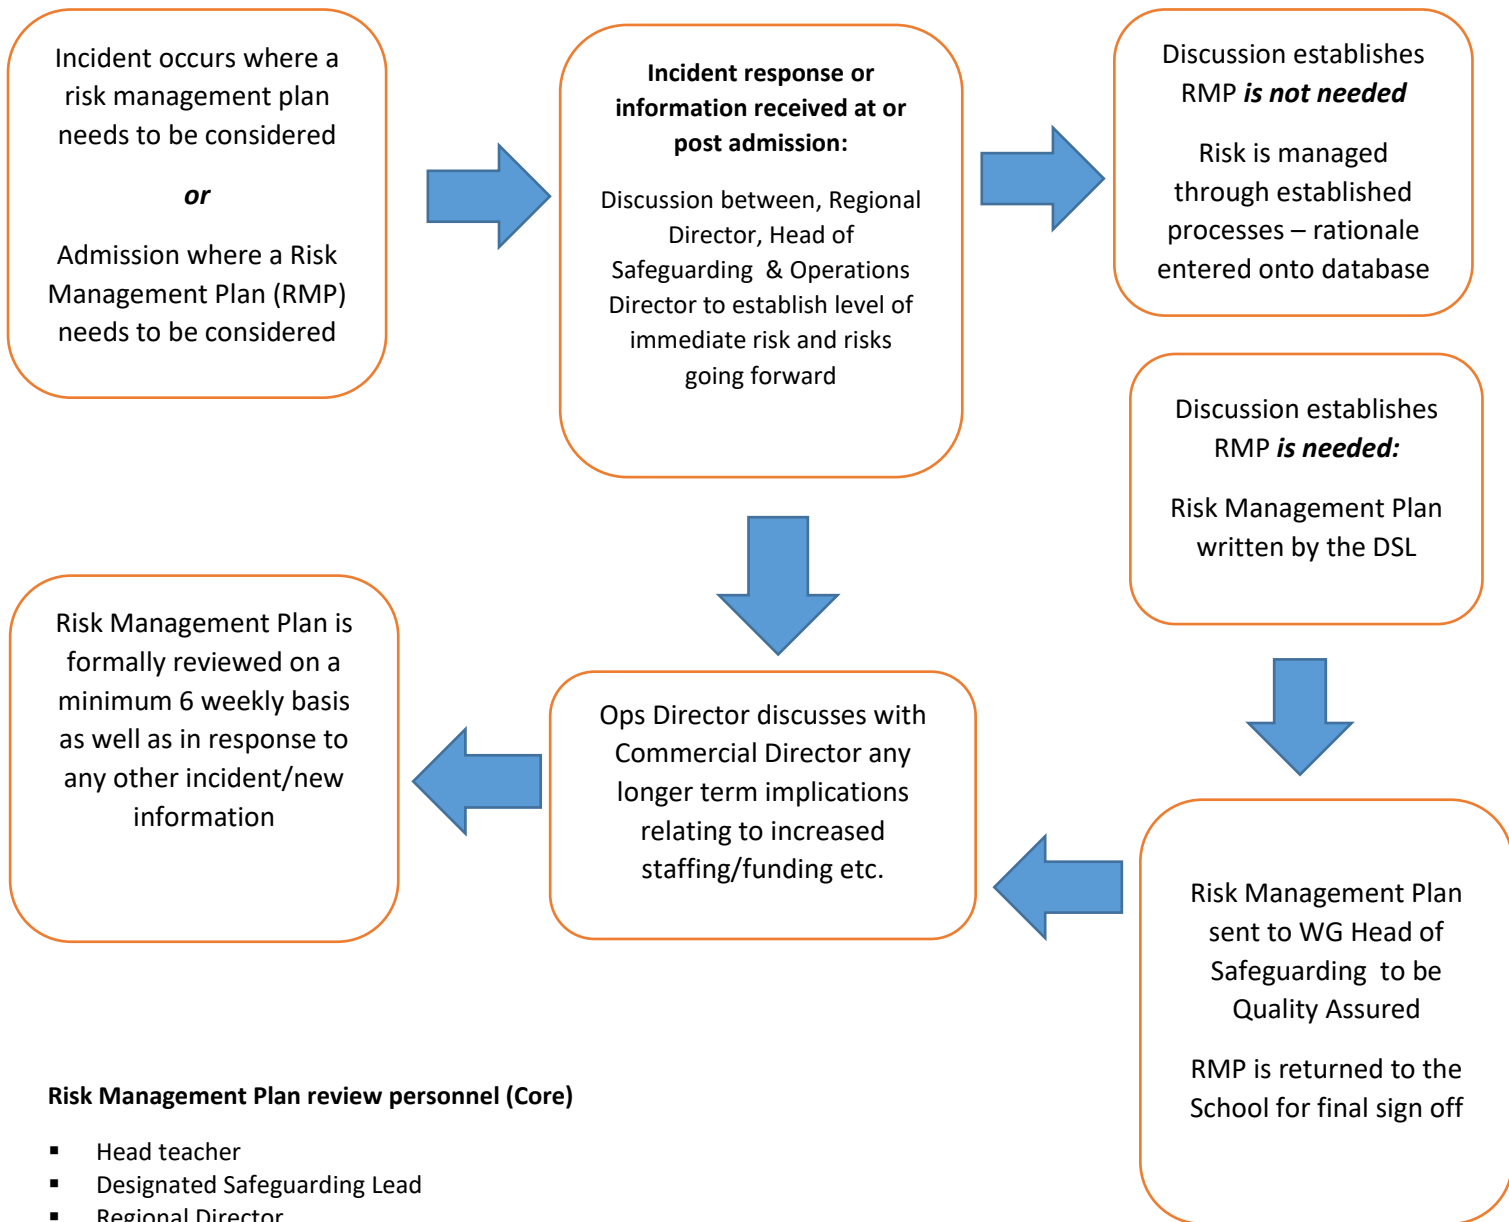 Incident occurs where a
risk management plan
needs to be considered
or
Admission where a Risk
Management Plan (RMP)
needs to be considered
Incident response or
information received at or
post admission:
Discussion between, Regional
Director, Head of
Safeguarding & Operations
Director to establish level of
immediate risk and risks
going forward
Discussion establishes
RMP is not needed
Risk is managed
through established
processes – rationale
entered onto database
Discussion establishes
RMP is needed:
Risk Management Plan
written by the DSL
Risk Management Plan is
formally reviewed on a
minimum 6 weekly basis
as well as in response to
any other incident/new
information
Ops Director discusses with
Commercial Director any
longer term implications
relating to increased
staffing/funding etc.
Risk Management Plan
sent to WG Head of
Safeguarding to be
Quality Assured
RMP is returned to the
School for final sign off
Risk Management Plan review personnel (Core)
▪ Head teacher
▪ Designated Safeguarding Lead
▪ Regional Director